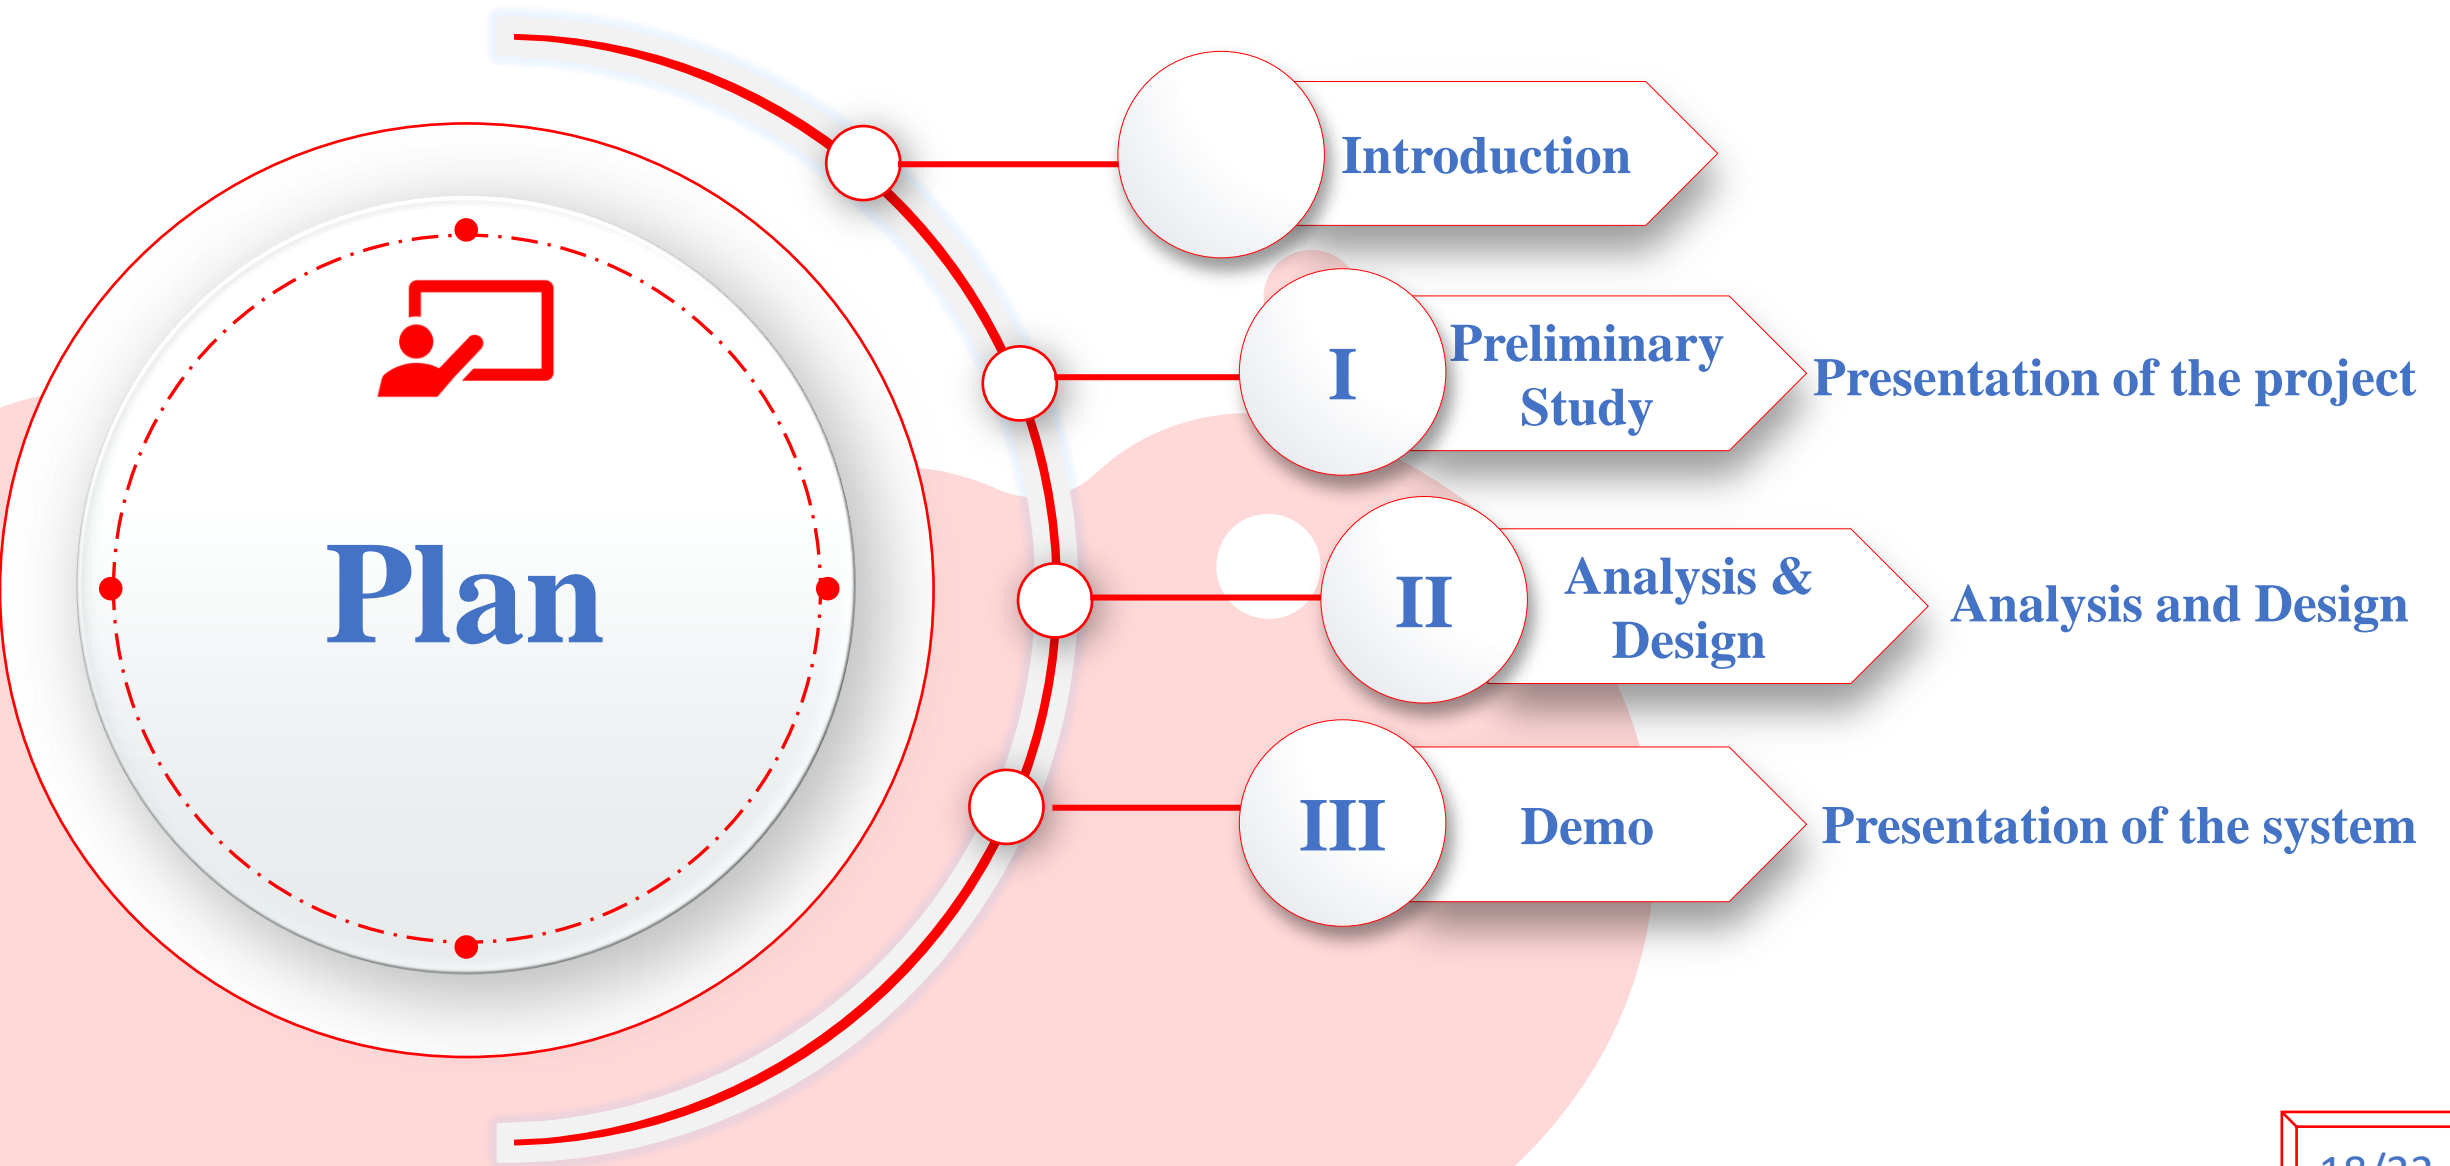 Plan
Introduction
I
Preliminary
Study
Presentation of the project
II
Analysis &
Design
Analysis and Design
III
Demo
Presentation of the system